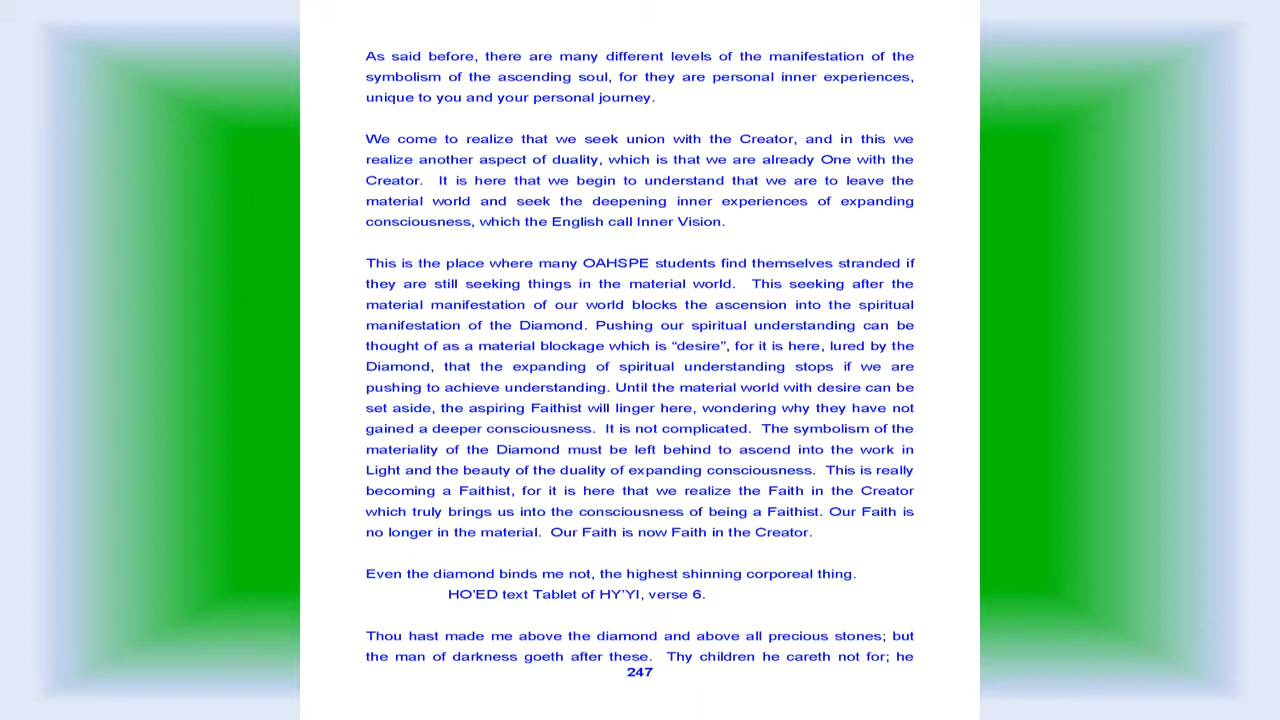 As said before, there are many different levels of the manifestation of the
symbolism of the ascending soul, for they are personal inner experiences,
unique to you and your personal journey.
We come to realize that we seek union with the Creator, and in this we
realize another aspect of duality, which is that we are already One with the
Creator. It is here that we begin to understand that we are to leave the
material world and seek the deepening inner experiences of expanding
consciousness, which the English call Inner Vision.
This is the place where many OAHSPE students find themselves stranded if
they are still seeking things in the material world. This seeking after the
material manifestation of our world blocks the ascension into the spiritual
manifestation of the Diamond. Pushing our spiritual understanding can be
thought of as a material blockage which is “desire”, for it is here, lured by the
Diamond, that the expanding of spiritual understanding stops if we are
pushing to achieve understanding. Until the material world with desire can be
set aside, the aspiring Faithist will linger here, wondering why they have not
gained a deeper consciousness. It is not complicated. The symbolism of the
materiality of the Diamond must be left behind to ascend into the work in
Light and the beauty of the duality of expanding consciousness. This is really
becoming a Faithist, for it is here that we realize the Faith in the Creator
which truly brings us into the consciousness of being a Faithist. Our Faith is
no longer in the material. Our Faith is now Faith in the Creator.
Even the diamond binds me not, the highest shinning corporeal thing.
HO’ED text Tablet of HY’YI, verse 6.
Thou hast made me above the diamond and above all precious stones; but
the man of darkness goeth after these. Thy children he careth not for; he
247